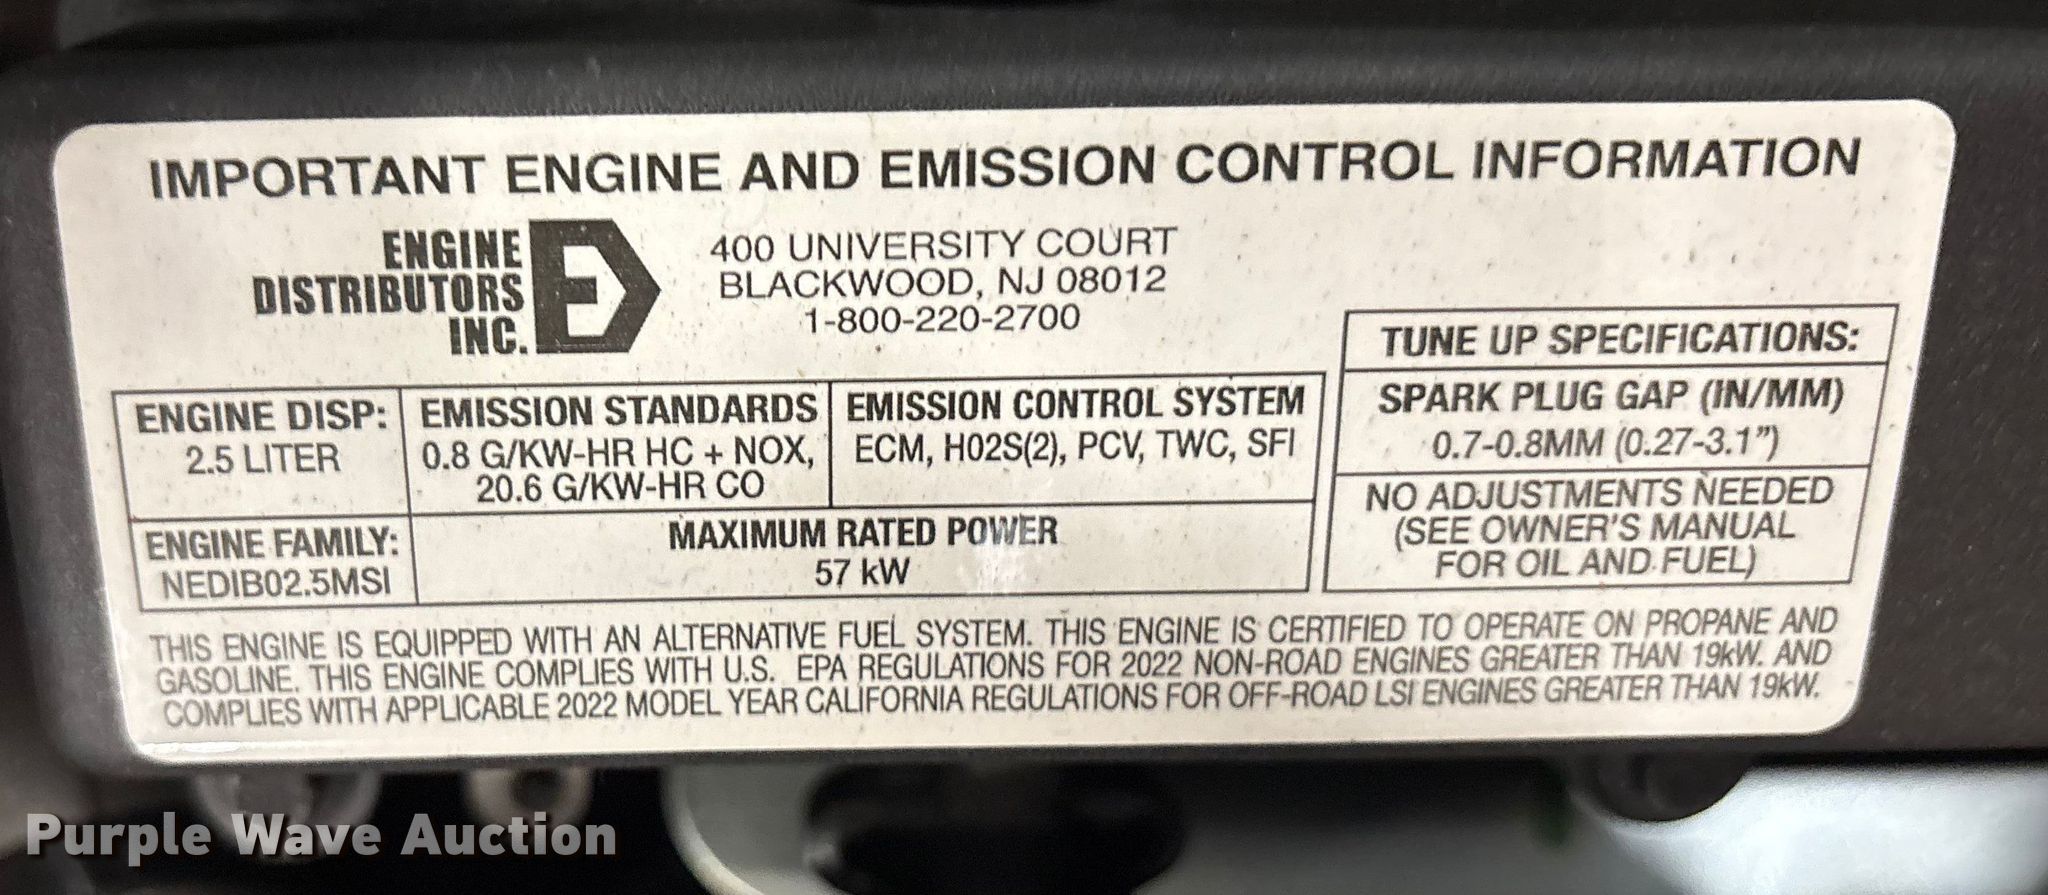 IMPORTANT ENGINE AND EMISSION CONTROL INFORMATION
ENGINE
DISTRIBUTORS
INC.
400 UNIVERSITY COURT
BLACKWOOD, NJ 08012
1-800-220-2700
ENGINE DISP:
2.5 LITER
EMISSION STANDARDS
0.8 G/KW-HR HC + NOX,
20.6 G/KW-HR CO
EMISSION CONTROL SYSTEM
ECM, H02S(2), PCV, TWC, SFI
ENGINE FAMILY:
NEDIB02.5MSI
MAXIMUM RATED POWER
57 kW
TUNE UP SPECIFICATIONS:
SPARK PLUG GAP (IN/MM)
0.7-0.8MM (0.27-3.1")
NO ADJUSTMENTS NEEDED
(SEE OWNER'S MANUAL
FOR OIL AND FUEL)
THIS ENGINE IS EQUIPPED WITH AN ALTERNATIVE FUEL SYSTEM. THIS ENGINE IS CERTIFIED TO OPERATE ON PROPANE AND
GASOLINE. THIS ENGINE COMPLIES WITH U.S. EPA REGULATIONS FOR 2022 NON-ROAD ENGINES GREATER THAN 19kW. AND
COMPLIES WITH APPLICABLE 2022 MODEL YEAR CALIFORNIA REGULATIONS FOR OFF-ROAD LSI ENGINES GREATER THAN 19kW.
Purple Wave Auction